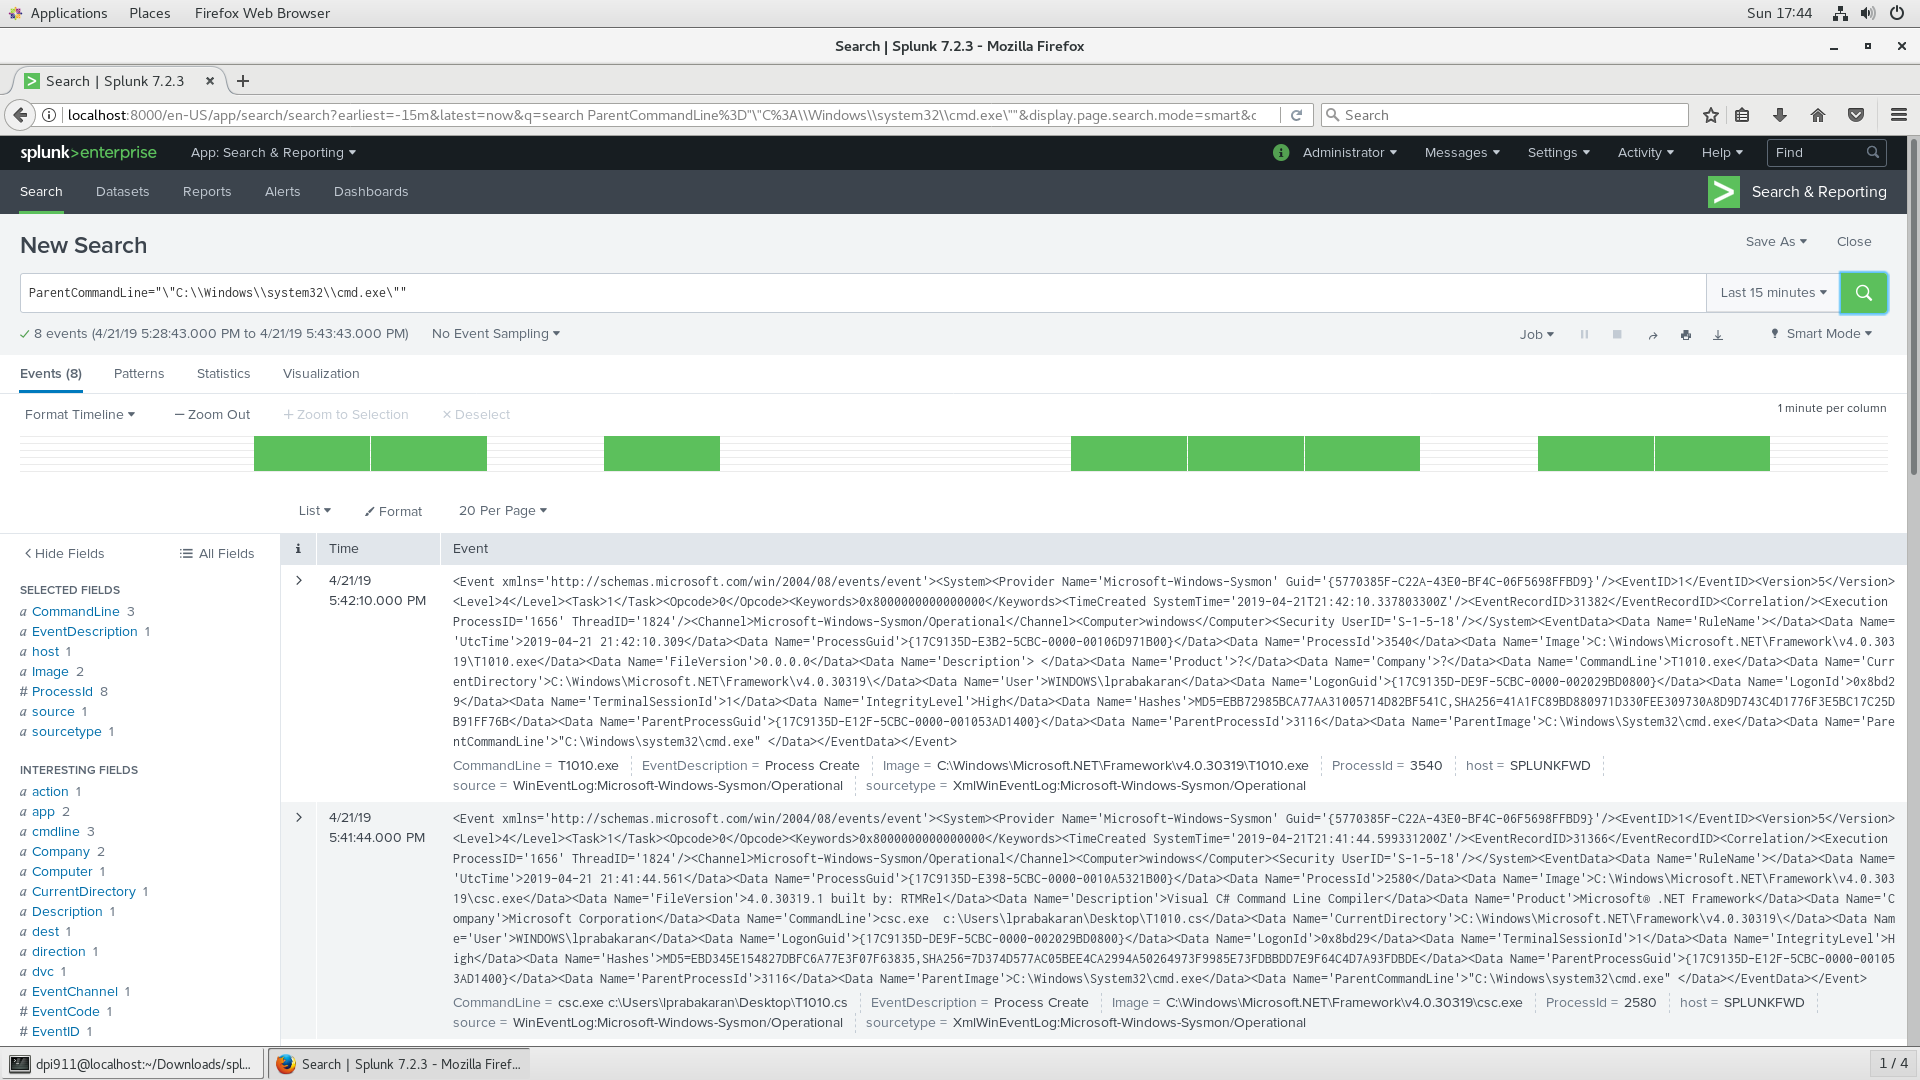 Applications Places Firefox Web Browser Sun 17:44
Search | Splunk 7.2.3 - Mozilla Firefox
Search | Splunk 7.2.3
localhost:8000/en-US/app/search/search?earliest=-15m&latest=now&q=search ParentCommandLine%3D"\"C%3A\\Windows\\system32\\cmd.exe\""&display.page.search.mode=smart&c Search
splunk>enterprise App: Search & Reporting Administrator Messages Settings Activity Help Find
Search Datasets Reports Alerts Dashboards Search & Reporting
New Search Save As Close
ParentCommandLine="\"C:\\Windows\\system32\\cmd.exe\"" Last 15 minutes
8 events (4/21/19 5:28:43.000 PM to 4/21/19 5:43:43.000 PM) No Event Sampling Job Smart Mode
Events (8) Patterns Statistics Visualization
Format Timeline — Zoom Out + Zoom to Selection × Deselect 1 minute per column
List Format 20 Per Page
< Hide Fields All Fields
SELECTED FIELDS
a CommandLine 3
a EventDescription 1
a host 1
a Image 2
# ProcessId 8
a source 1
a sourcetype 1
INTERESTING FIELDS
a action 1
a app 2
a cmdline 3
a Company 2
a Computer 1
a CurrentDirectory 1
a Description 1
a dest 1
a direction 1
a dvc 1
a EventChannel 1
# EventCode 1
# EventID 1
i Time Event
> 4/21/19
5:42:10.000 PM
<Event xmlns='http://schemas.microsoft.com/win/2004/08/events/event'><System><Provider Name='Microsoft-Windows-Sysmon' Guid='{5770385F-C22A-43E0-BF4C-06F5698FFBD9}'/><EventID>1</EventID><Version>5</Version>
<Level>4</Level><Task>1</Task><Opcode>0</Opcode><Keywords>0x8000000000000000</Keywords><TimeCreated SystemTime='2019-04-21T21:42:10.337803300Z'/><EventRecordID>31382</EventRecordID><Correlation/><Execution
ProcessID='1656' ThreadID='1824'/><Channel>Microsoft-Windows-Sysmon/Operational</Channel><Computer>windows</Computer><Security UserID='S-1-5-18'/></System><EventData><Data Name='RuleName'></Data><Data Name=
'UtcTime'>2019-04-21 21:42:10.309</Data><Data Name='ProcessGuid'>{17C9135D-E3B2-5CBC-0000-00106D971B00}</Data><Data Name='ProcessId'>3540</Data><Data Name='Image'>C:\Windows\Microsoft.NET\Framework\v4.0.303
19\T1010.exe</Data><Data Name='FileVersion'>0.0.0.0</Data><Data Name='Description'> </Data><Data Name='Product'>?</Data><Data Name='Company'>?</Data><Data Name='CommandLine'>T1010.exe</Data><Data Name='Curr
entDirectory'>C:\Windows\Microsoft.NET\Framework\v4.0.30319\</Data><Data Name='User'>WINDOWS\lprabakaran</Data><Data Name='LogonGuid'>{17C9135D-DE9F-5CBC-0000-002029BD0800}</Data><Data Name='LogonId'>0x8bd2
9</Data><Data Name='TerminalSessionId'>1</Data><Data Name='IntegrityLevel'>High</Data><Data Name='Hashes'>MD5=EBB72985BCA77AA31005714D82BF541C,SHA256=41A1FC89BD880971D330FEE309730A8D9D743C4D1776F3E5BC17C25D
B91FF76B</Data><Data Name='ParentProcessGuid'>{17C9135D-E12F-5CBC-0000-001053AD1400}</Data><Data Name='ParentProcessId'>3116</Data><Data Name='ParentImage'>C:\Windows\System32\cmd.exe</Data><Data Name='Pare
ntCommandLine'>"C:\Windows\system32\cmd.exe" </Data></EventData></Event>
CommandLine = T1010.exe EventDescription = Process Create Image = C:\Windows\Microsoft.NET\Framework\v4.0.30319\T1010.exe ProcessId = 3540 host = SPLUNKFWD
source = WinEventLog:Microsoft-Windows-Sysmon/Operational sourcetype = XmlWinEventLog:Microsoft-Windows-Sysmon/Operational
> 4/21/19
5:41:44.000 PM
<Event xmlns='http://schemas.microsoft.com/win/2004/08/events/event'><System><Provider Name='Microsoft-Windows-Sysmon' Guid='{5770385F-C22A-43E0-BF4C-06F5698FFBD9}'/><EventID>1</EventID><Version>5</Version>
<Level>4</Level><Task>1</Task><Opcode>0</Opcode><Keywords>0x8000000000000000</Keywords><TimeCreated SystemTime='2019-04-21T21:41:44.599331200Z'/><EventRecordID>31366</EventRecordID><Correlation/><Execution
ProcessID='1656' ThreadID='1824'/><Channel>Microsoft-Windows-Sysmon/Operational</Channel><Computer>windows</Computer><Security UserID='S-1-5-18'/></System><EventData><Data Name='RuleName'></Data><Data Name=
'UtcTime'>2019-04-21 21:41:44.561</Data><Data Name='ProcessGuid'>{17C9135D-E398-5CBC-0000-0010A5321B00}</Data><Data Name='ProcessId'>2580</Data><Data Name='Image'>C:\Windows\Microsoft.NET\Framework\v4.0.303
19\csc.exe</Data><Data Name='FileVersion'>4.0.30319.1 built by: RTMRel</Data><Data Name='Description'>Visual C# Command Line Compiler</Data><Data Name='Product'>Microsoft® .NET Framework</Data><Data Name='C
ompany'>Microsoft Corporation</Data><Data Name='CommandLine'>csc.exe  c:\Users\lprabakaran\Desktop\T1010.cs</Data><Data Name='CurrentDirectory'>C:\Windows\Microsoft.NET\Framework\v4.0.30319\</Data><Data Nam
e='User'>WINDOWS\lprabakaran</Data><Data Name='LogonGuid'>{17C9135D-DE9F-5CBC-0000-002029BD0800}</Data><Data Name='LogonId'>0x8bd29</Data><Data Name='TerminalSessionId'>1</Data><Data Name='IntegrityLevel'>H
igh</Data><Data Name='Hashes'>MD5=EBD345E154827DBFC6A77E3F07F63835,SHA256=7D374D577AC05BEE4CA2994A50264973F9985E73FDBBDD7E9F64C4D7A93FDBDE</Data><Data Name='ParentProcessGuid'>{17C9135D-E12F-5CBC-0000-00105
3AD1400}</Data><Data Name='ParentProcessId'>3116</Data><Data Name='ParentImage'>C:\Windows\System32\cmd.exe</Data><Data Name='ParentCommandLine'>"C:\Windows\system32\cmd.exe" </Data></EventData></Event>
CommandLine = csc.exe c:\Users\lprabakaran\Desktop\T1010.cs EventDescription = Process Create Image = C:\Windows\Microsoft.NET\Framework\v4.0.30319\csc.exe ProcessId = 2580 host = SPLUNKFWD
source = WinEventLog:Microsoft-Windows-Sysmon/Operational sourcetype = XmlWinEventLog:Microsoft-Windows-Sysmon/Operational
dpi911@localhost:~/Downloads/spl... Search | Splunk 7.2.3 - Mozilla Firef... 1 / 4